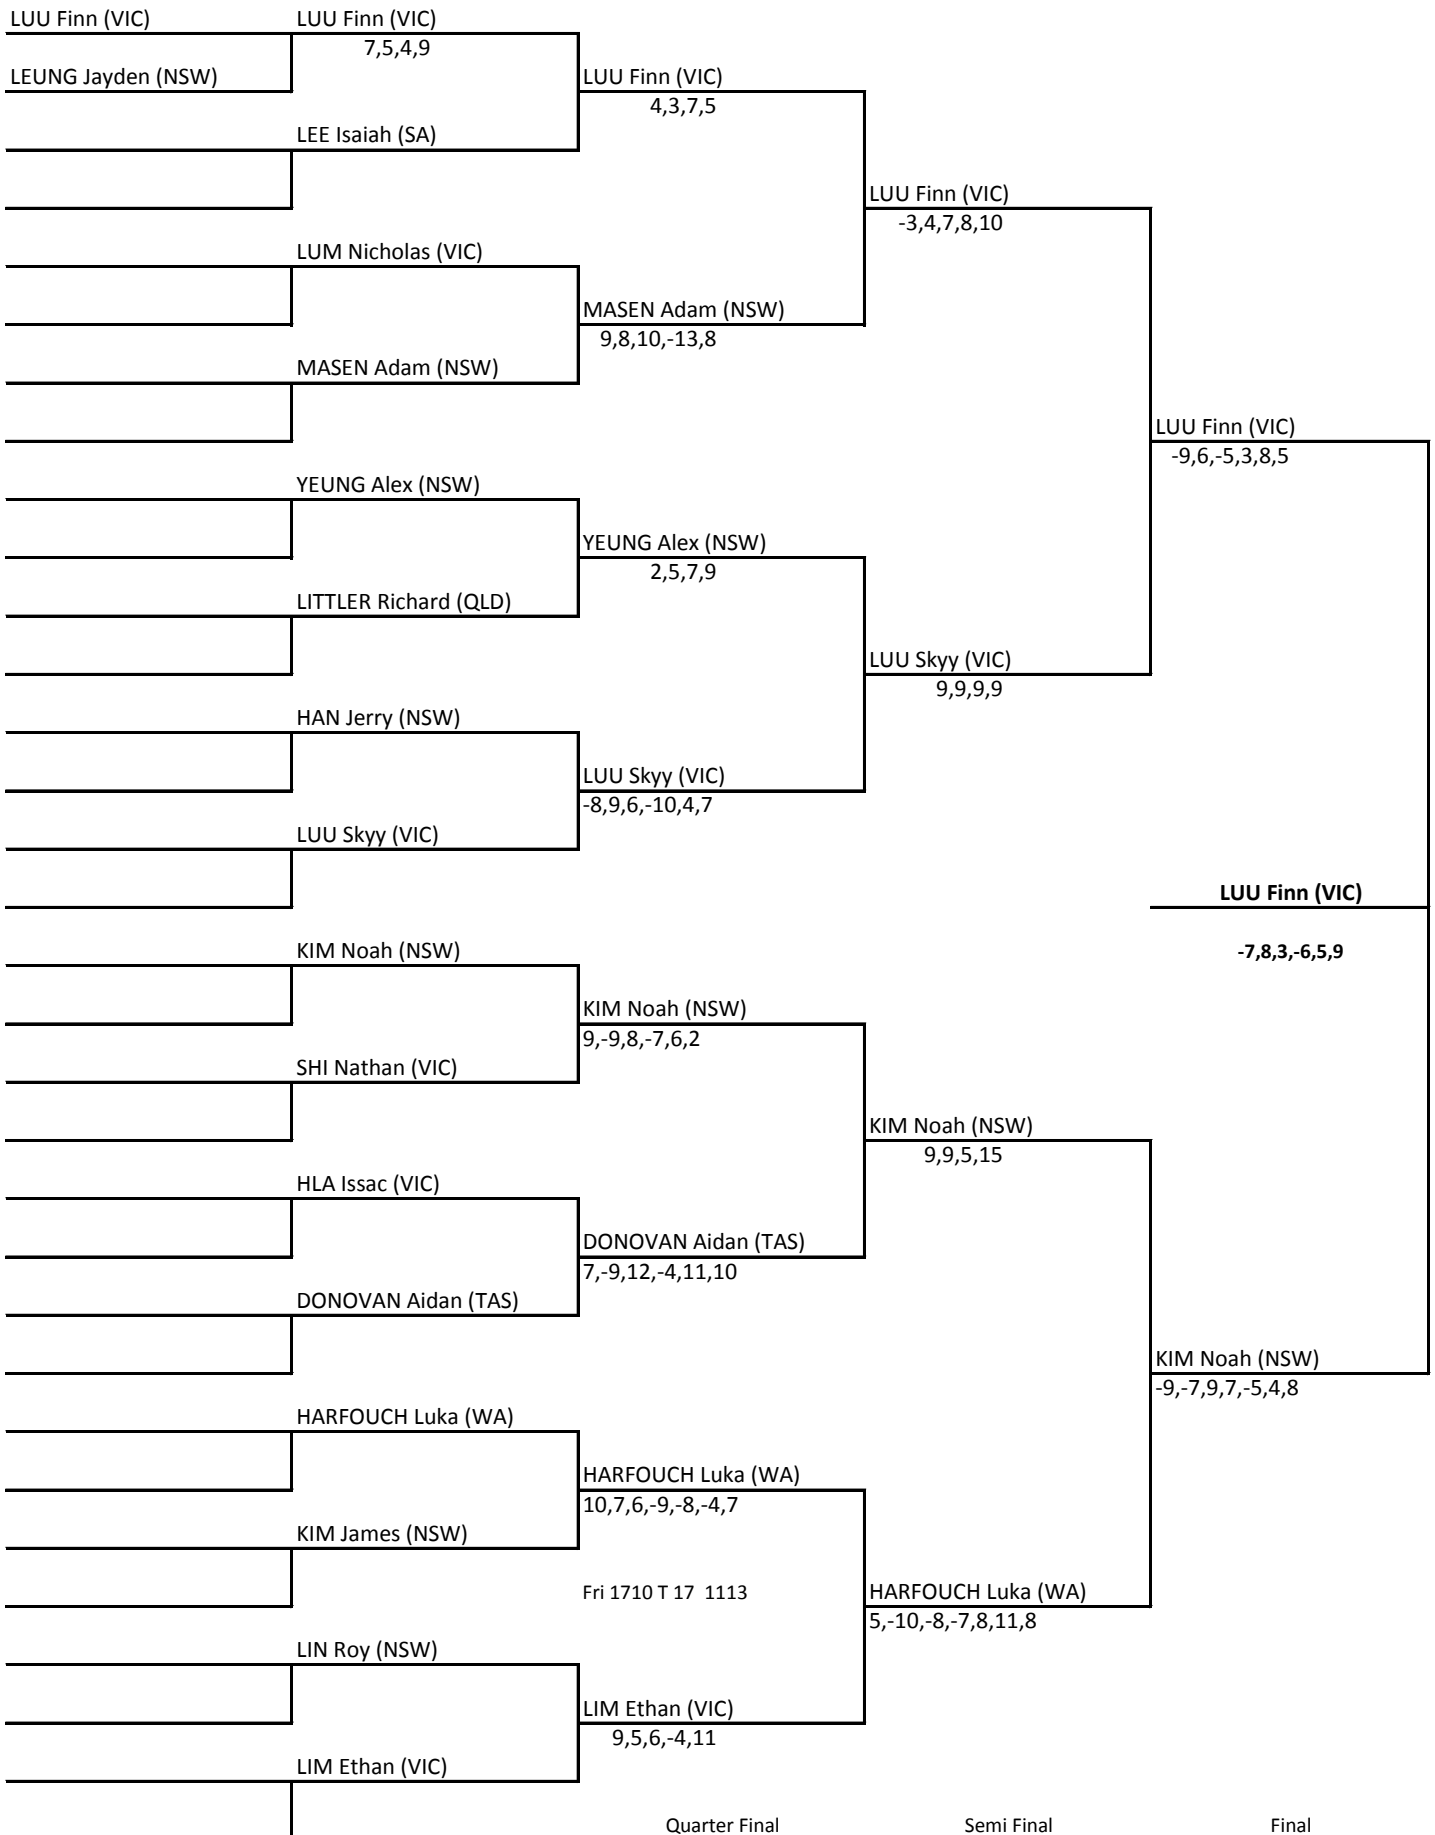 LUU Finn (VIC)
LUU Finn (VIC)
7,5,4,9
LEUNG Jayden (NSW)
LUU Finn (VIC)
4,3,7,5
LEE Isaiah (SA)
LUU Finn (VIC)
-3,4,7,8,10
LUM Nicholas (VIC)
MASEN Adam (NSW)
9,8,10,-13,8
MASEN Adam (NSW)
LUU Finn (VIC)
-9,6,-5,3,8,5
YEUNG Alex (NSW)
YEUNG Alex (NSW)
2,5,7,9
LITTLER Richard (QLD)
LUU Skyy (VIC)
9,9,9,9
HAN Jerry (NSW)
LUU Skyy (VIC)
-8,9,6,-10,4,7
LUU Skyy (VIC)
LUU Finn (VIC)
KIM Noah (NSW)
-7,8,3,-6,5,9
KIM Noah (NSW)
9,-9,8,-7,6,2
SHI Nathan (VIC)
KIM Noah (NSW)
9,9,5,15
HLA Issac (VIC)
DONOVAN Aidan (TAS)
7,-9,12,-4,11,10
DONOVAN Aidan (TAS)
KIM Noah (NSW)
-9,-7,9,7,-5,4,8
HARFOUCH Luka (WA)
HARFOUCH Luka (WA)
10,7,6,-9,-8,-4,7
KIM James (NSW)
Fri 1710 T 17 1113
HARFOUCH Luka (WA)
5,-10,-8,-7,8,11,8
LIN Roy (NSW)
LIM Ethan (VIC)
9,5,6,-4,11
LIM Ethan (VIC)
Quarter Final
Semi Final
Final